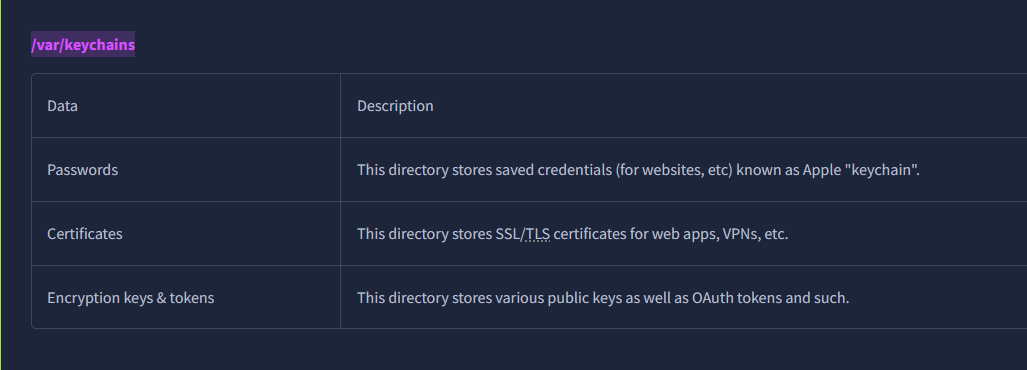 /var/keychains
Data Description
Passwords This directory stores saved credentials (for websites, etc) known as Apple "keychain".
Certificates This directory stores SSL/TLS certificates for web apps, VPNs, etc.
Encryption keys & tokens This directory stores various public keys as well as OAuth tokens and such.